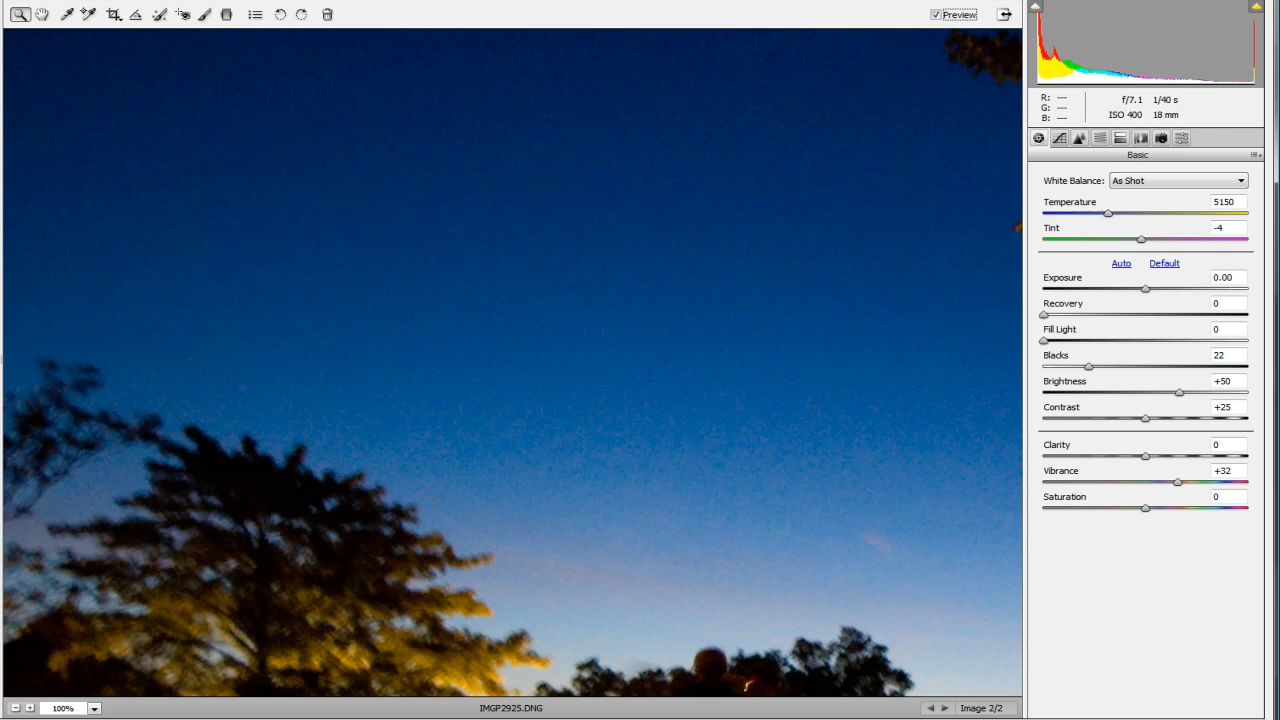 Preview
R: ---
G: ---
B: ---
f/7.1 1/40 s
ISO 400 18 mm
Basic
White Balance: As Shot
Temperature 5150
Tint -4
Auto Default
Exposure 0.00
Recovery 0
Fill Light 0
Blacks 22
Brightness +50
Contrast +25
Clarity 0
Vibrance +32
Saturation 0
100%
IMGP2925.DNG
Image 2/2